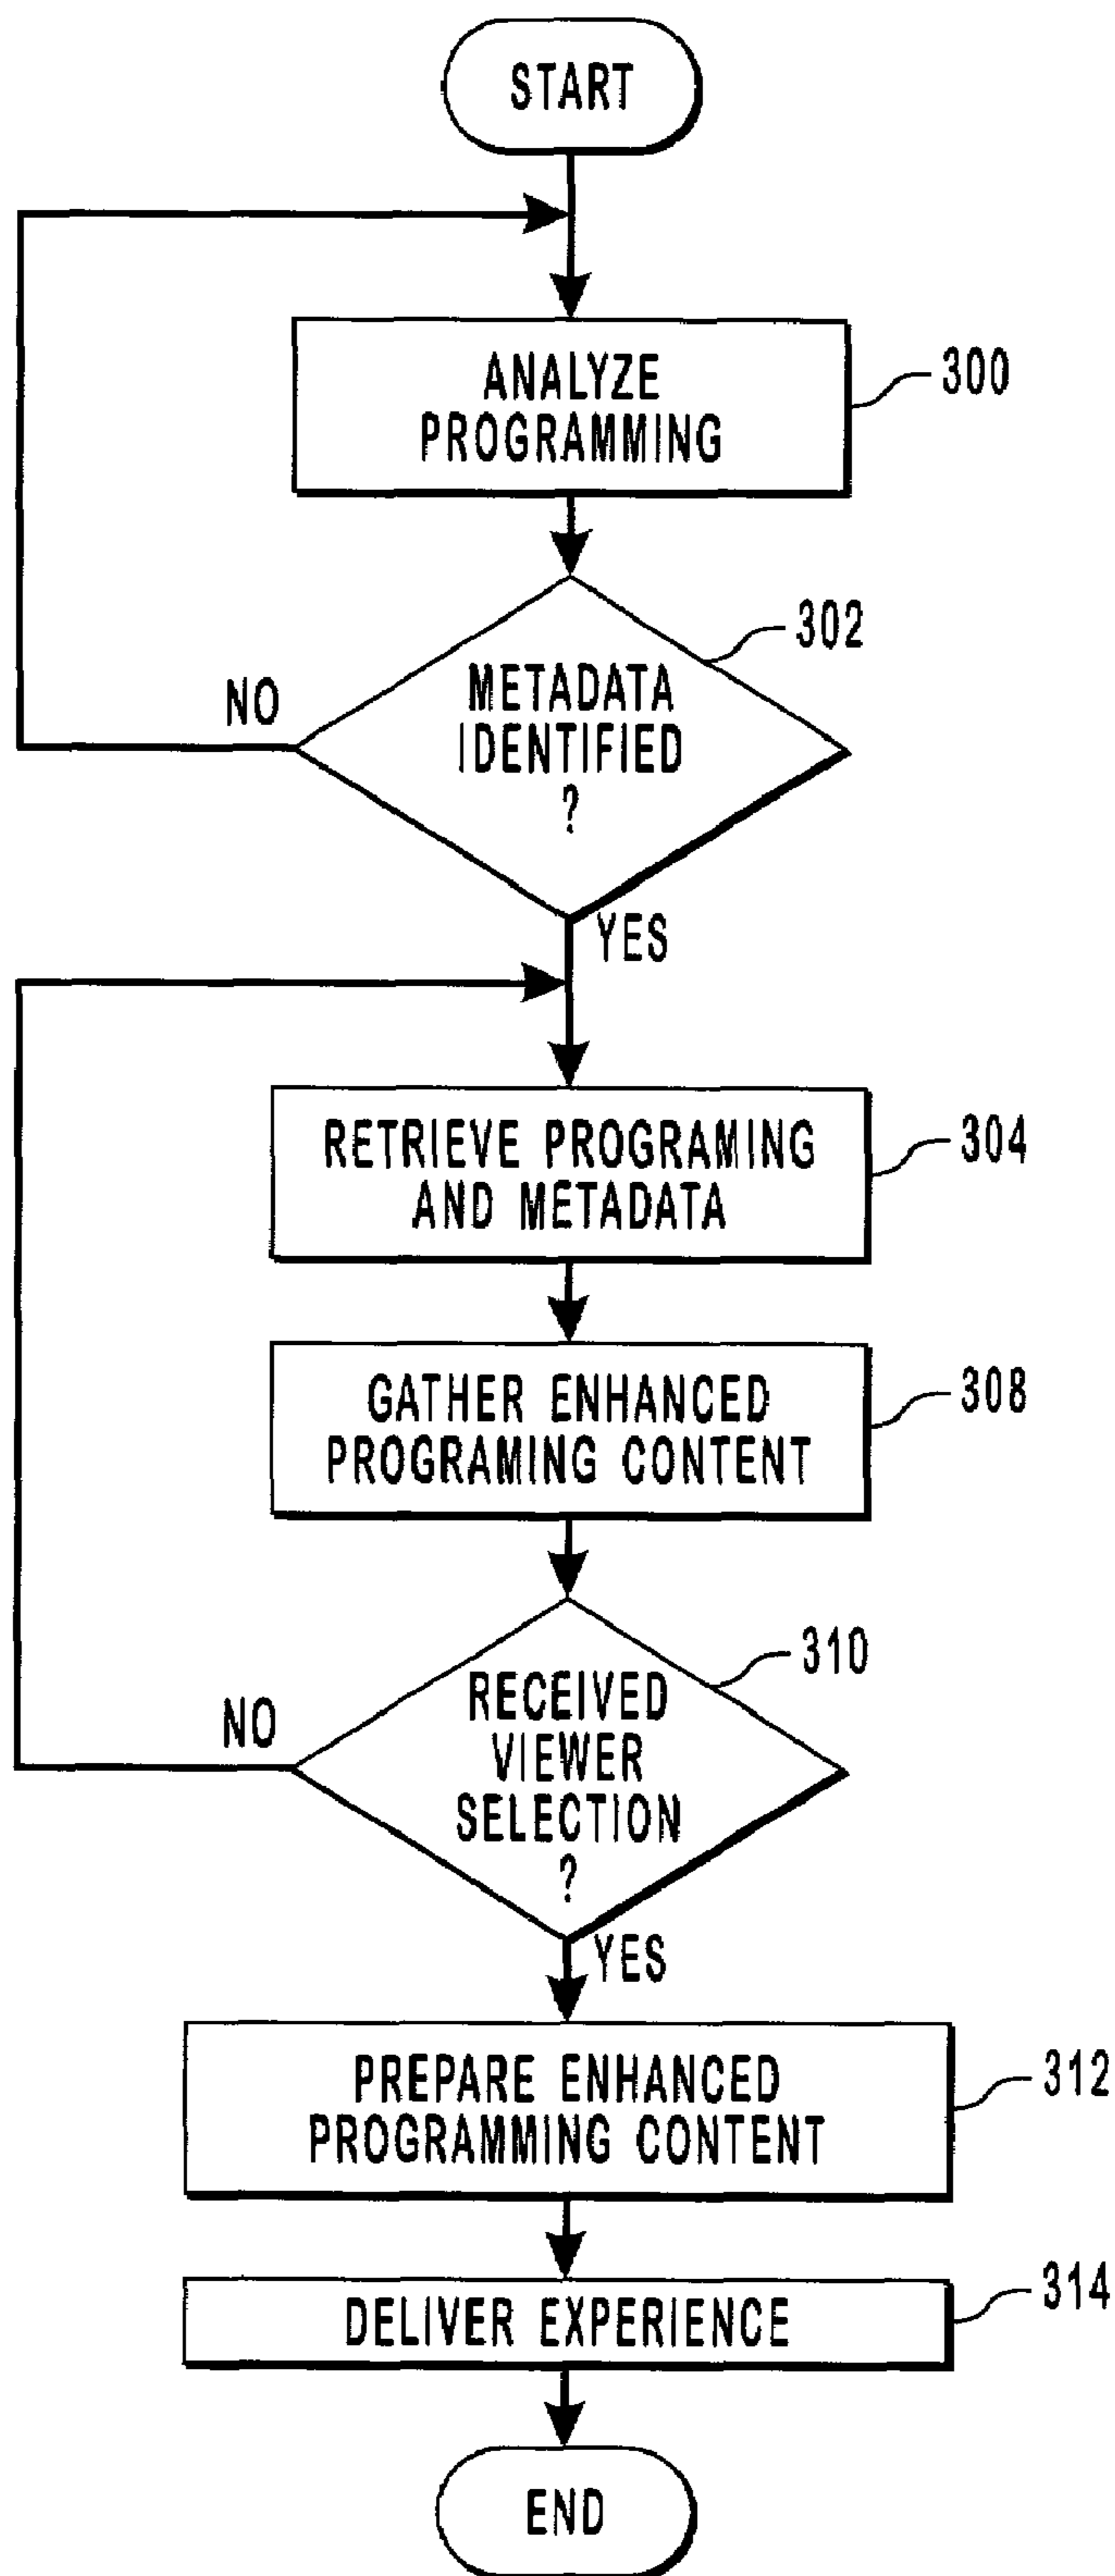 START
ANALYZE
PROGRAMMING
300
302
METADATA
IDENTIFIED
?
NO
YES
RETRIEVE PROGRAMING
AND METADATA
304
GATHER ENHANCED
PROGRAMING CONTENT
308
310
RECEIVED
VIEWER
SELECTION
?
NO
YES
PREPARE ENHANCED
PROGRAMMING CONTENT
312
DELIVER EXPERIENCE
314
END